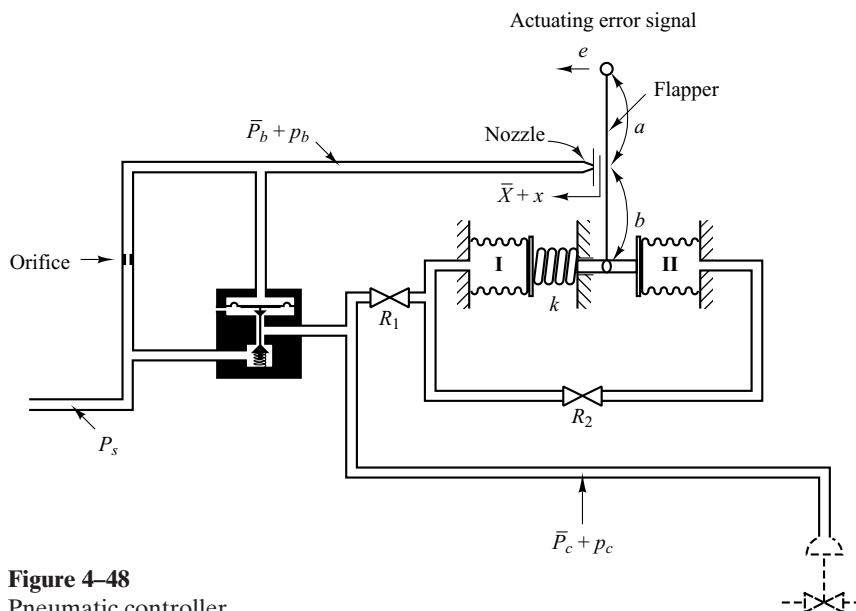 Actuating error signal
e
Flapper
a
Nozzle
P̄b + pb
X̄ + x
b
Orifice
I
II
k
R1
R2
Ps
P̄c + pc
Figure 4–48
Pneumatic controller